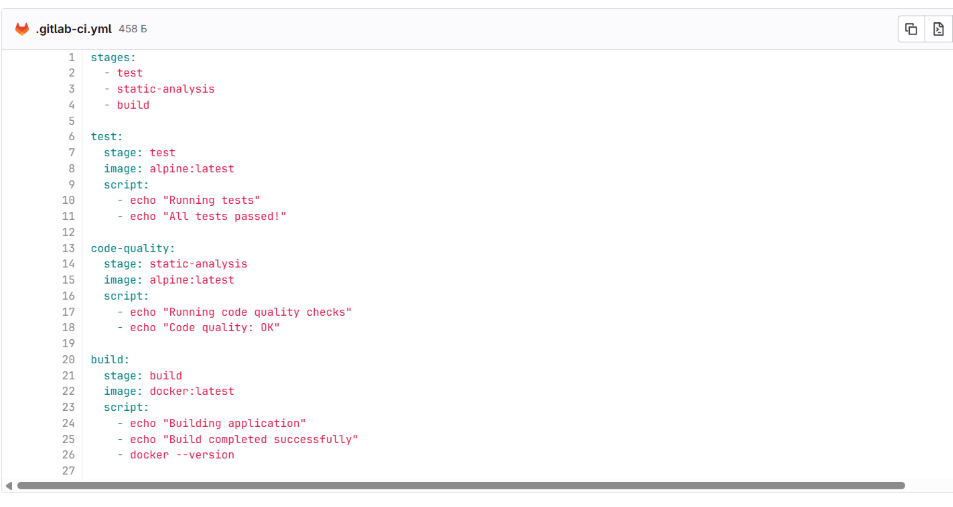 .gitlab-ci.yml 458 Б
1 stages:
2   - test
3   - static-analysis
4   - build
5
6 test:
7   stage: test
8   image: alpine:latest
9   script:
10     - echo "Running tests"
11     - echo "All tests passed!"
12
13 code-quality:
14   stage: static-analysis
15   image: alpine:latest
16   script:
17     - echo "Running code quality checks"
18     - echo "Code quality: OK"
19
20 build:
21   stage: build
22   image: docker:latest
23   script:
24     - echo "Building application"
25     - echo "Build completed successfully"
26     - docker --version
27